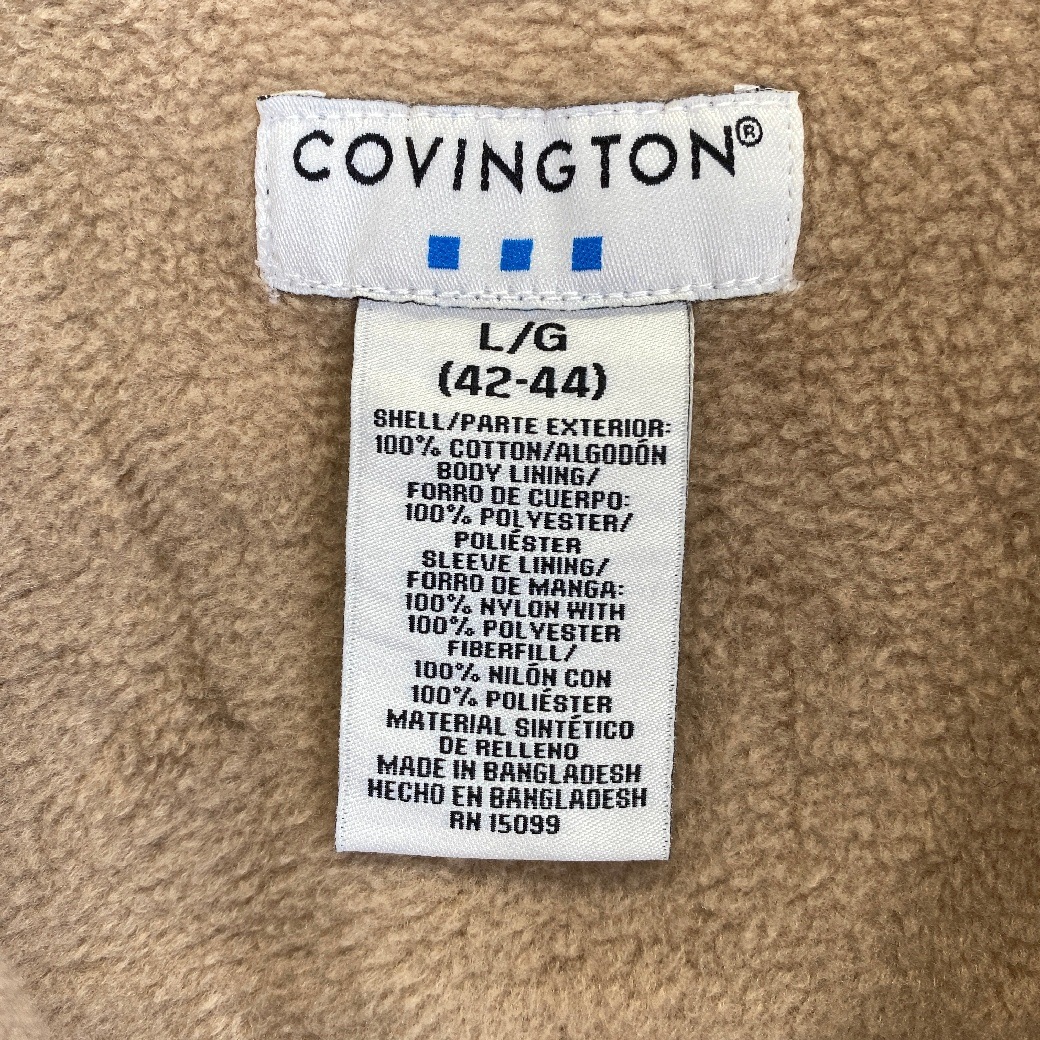 COVINGTON®
L/G
(42-44)
SHELL/PARTE EXTERIOR:
100% COTTON/ALGODÓN
BODY LINING/
FORRO DE CUERPO:
100% POLYESTER/
POLIÉSTER
SLEEVE LINING/
FORRO DE MANGA:
100% NYLON WITH
100% POLYESTER
FIBERFILL/
100% NILÓN CON
100% POLIÉSTER
MATERIAL SINTÉTICO
DE RELLENO
MADE IN BANGLADESH
HECHO EN BANGLADESH
RN 15099